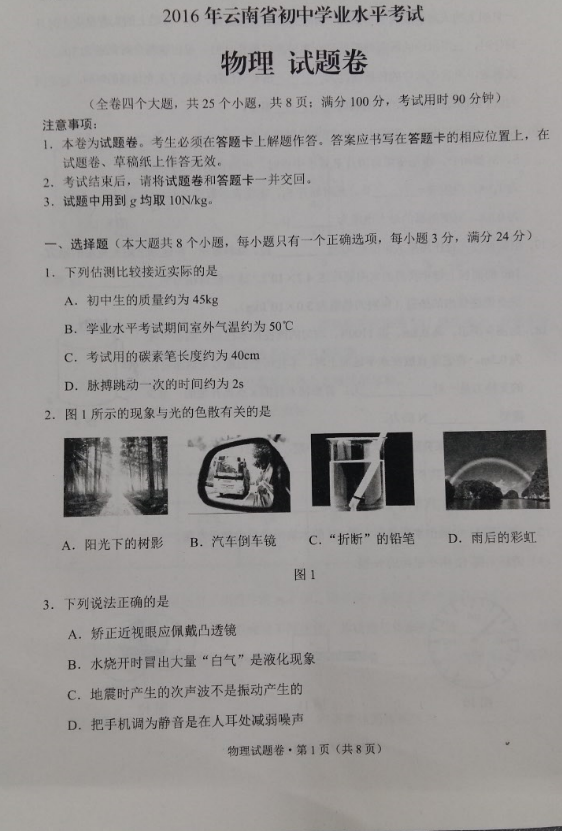 2016年云南省初中学业水平考试
物理 试题卷
（全卷四个大题，共25个小题，共8页；满分100分，考试用时90分钟）
注意事项：
1．本卷为试题卷。考生必须在答题卡上解题作答。答案应书写在答题卡的相应位置上，在
试题卷、草稿纸上作答无效。
2．考试结束后，请将试题卷和答题卡一并交回。
3．试题中用到g均取10N/kg。
一、选择题（本大题共8个小题，每小题只有一个正确选项，每小题3分，满分24分）
1．下列估测比较接近实际的是
A．初中生的质量约为45kg
B．学业水平考试期间室外气温约为50℃
C．考试用的碳素笔长度约为40cm
D．脉搏跳动一次的时间约为2s
2．图1所示的现象与光的色散有关的是
A．阳光下的树影 B．汽车倒车镜 C．“折断”的铅笔 D．雨后的彩虹
图1
3．下列说法正确的是
A．矫正近视眼应佩戴凸透镜
B．水烧开时冒出大量“白气”是液化现象
C．地震时产生的次声波不是振动产生的
D．把手机调为静音是在人耳处减弱噪声
物理试题卷·第1页（共8页）